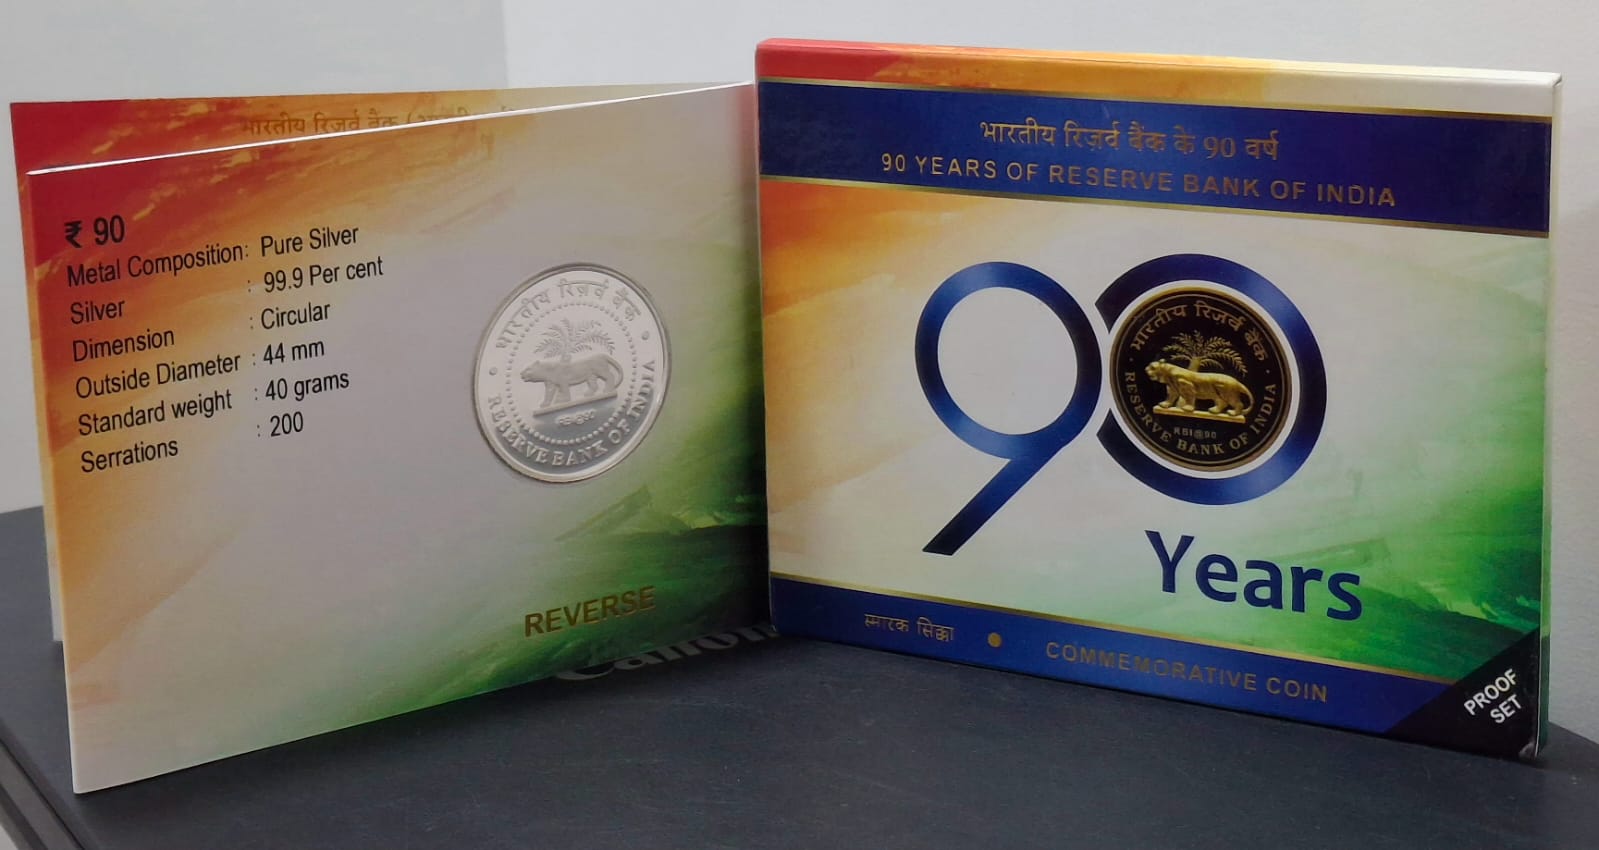 भारतीय रिज़र्व बैंक
₹ 90
Metal Composition : Pure Silver
Silver : 99.9 Per cent
Dimension : Circular
Outside Diameter : 44 mm
Standard weight : 40 grams
Serrations : 200
भारतीय रिज़र्व बैंक
RBI@90
RESERVE BANK OF INDIA
REVERSE
भारतीय रिज़र्व बैंक के 90 वर्ष
90 YEARS OF RESERVE BANK OF INDIA
90
भारतीय रिज़र्व बैंक
RBI@90
RESERVE BANK OF INDIA
Years
स्मारक सिक्का • COMMEMORATIVE COIN
PROOF
SET
Canon